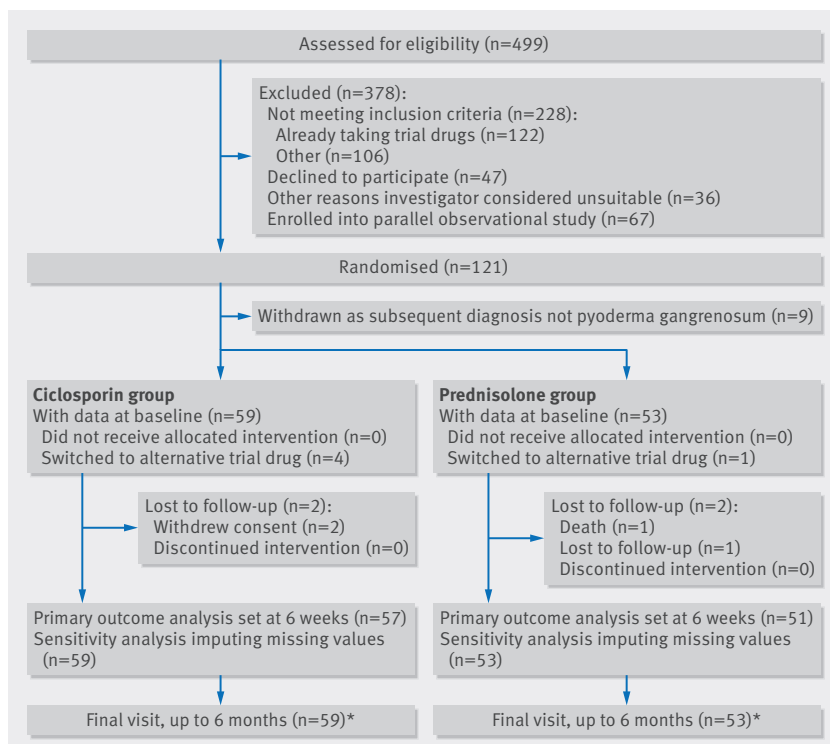 Assessed for eligibility (n=499)
Excluded (n=378):
Not meeting inclusion criteria (n=228):
Already taking trial drugs (n=122)
Other (n=106)
Declined to participate (n=47)
Other reasons investigator considered unsuitable (n=36)
Enrolled into parallel observational study (n=67)
Randomised (n=121)
Withdrawn as subsequent diagnosis not pyoderma gangrenosum (n=9)
Ciclosporin group
With data at baseline (n=59)
Did not receive allocated intervention (n=0)
Switched to alternative trial drug (n=4)
Prednisolone group
With data at baseline (n=53)
Did not receive allocated intervention (n=0)
Switched to alternative trial drug (n=1)
Lost to follow-up (n=2):
Withdrew consent (n=2)
Discontinued intervention (n=0)
Lost to follow-up (n=2):
Death (n=1)
Lost to follow-up (n=1)
Discontinued intervention (n=0)
Primary outcome analysis set at 6 weeks (n=57)
Sensitivity analysis imputing missing values
(n=59)
Primary outcome analysis set at 6 weeks (n=51)
Sensitivity analysis imputing missing values
(n=53)
Final visit, up to 6 months (n=59)*
Final visit, up to 6 months (n=53)*